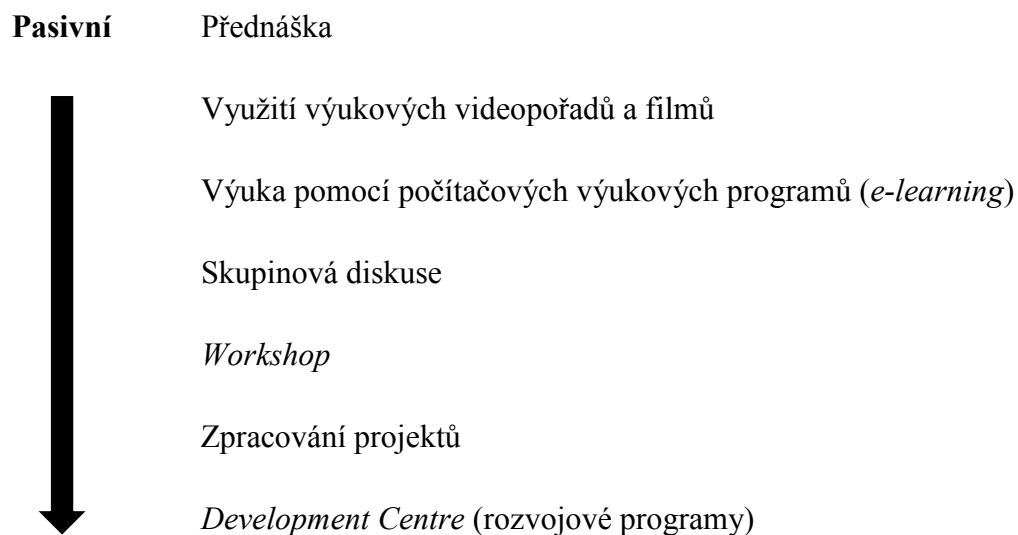 Pasivní Přednáška
Využití výukových videopořadů a filmů
Výuka pomocí počítačových výukových programů (e-learning)
Skupinová diskuse
Workshop
Zpracování projektů
Development Centre (rozvojové programy)